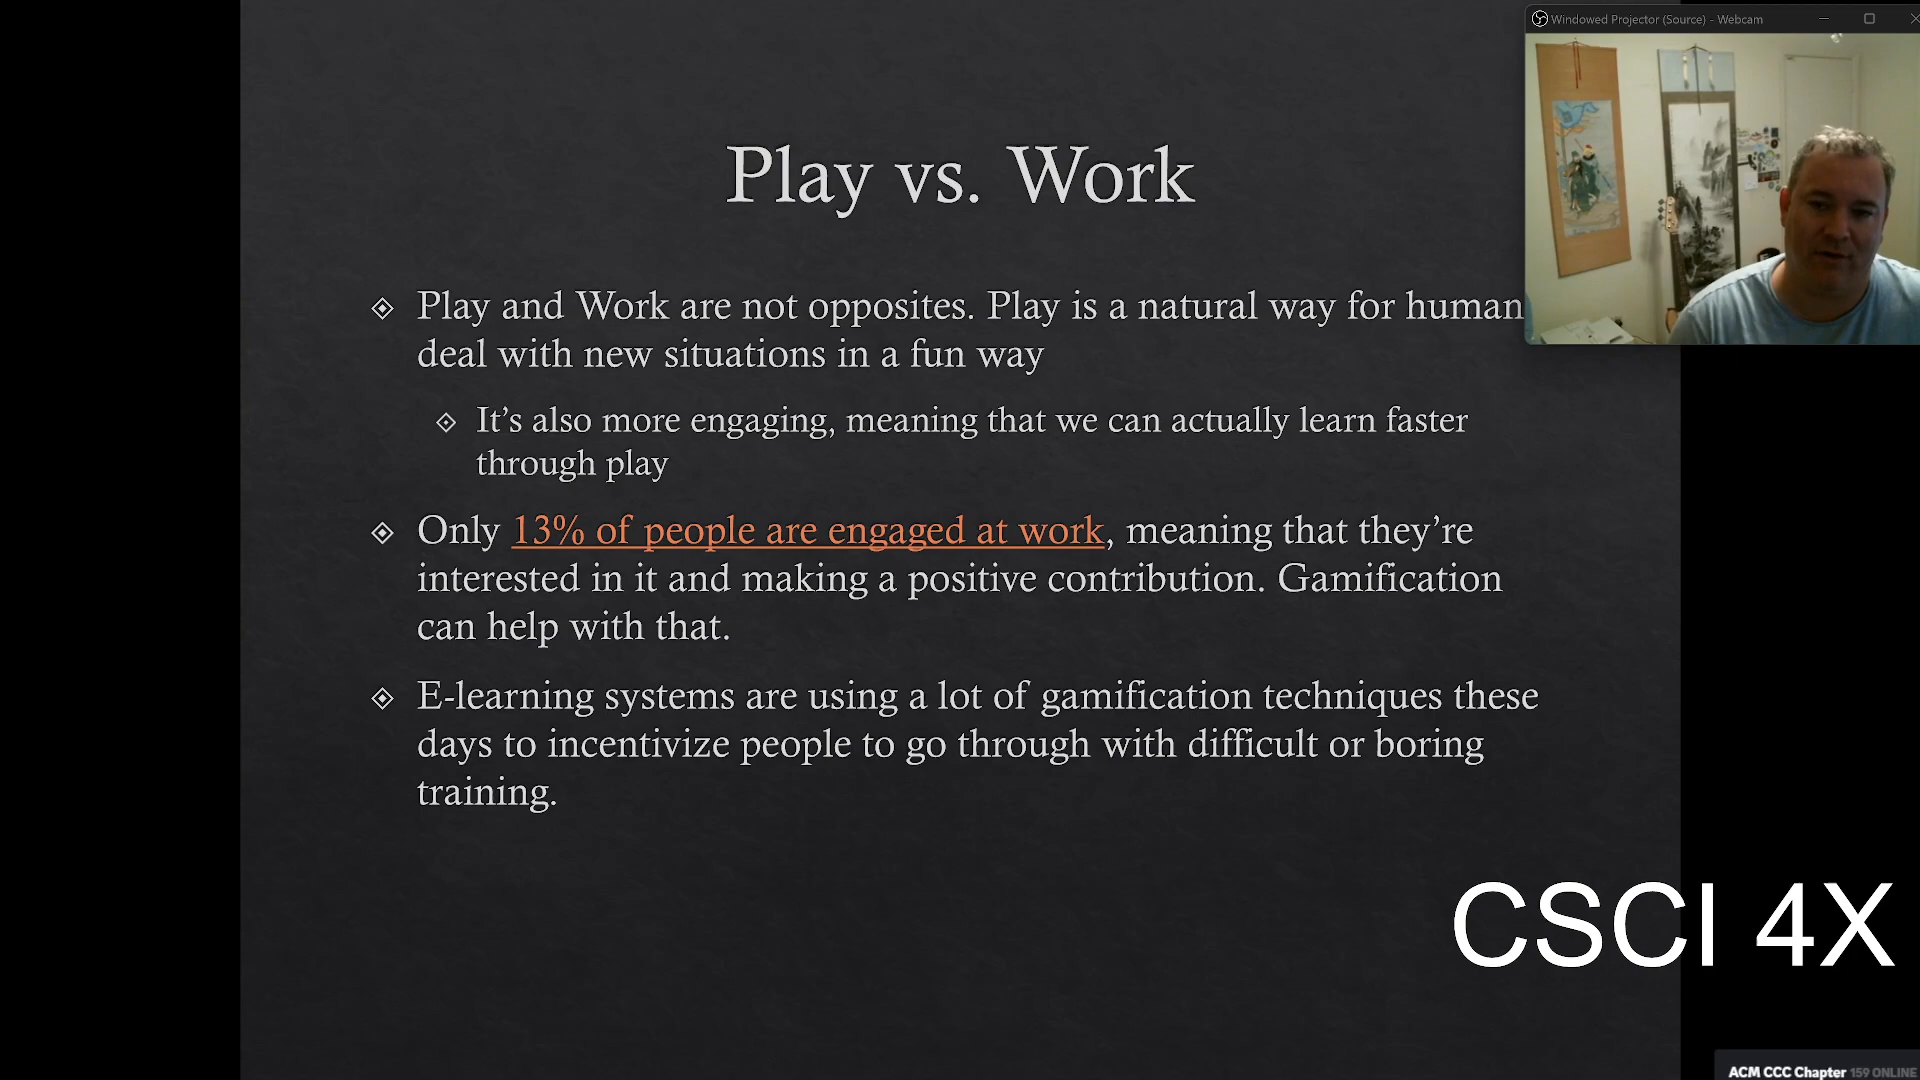 Windowed Projector (Source) - Webcam
Play vs. Work
Play and Work are not opposites. Play is a natural way for human
deal with new situations in a fun way
It's also more engaging, meaning that we can actually learn faster
through play
Only 13% of people are engaged at work, meaning that they're
interested in it and making a positive contribution. Gamification
can help with that.
E-learning systems are using a lot of gamification techniques these
days to incentivize people to go through with difficult or boring
training.
CSCI 4X
ACM CCC Chapter 159 ONLINE